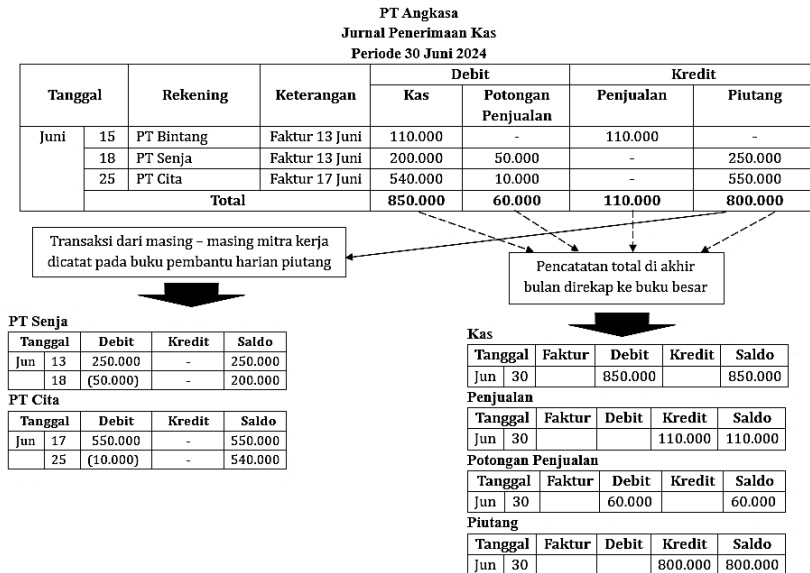 PT Angkasa
Jurnal Penerimaan Kas
Periode 30 Juni 2024
Tanggal Rekening Keterangan Debit Kredit
Kas Potongan Penjualan Penjualan Piutang
Juni 15 PT Bintang Faktur 13 Juni 110.000 - 110.000 -
18 PT Senja Faktur 13 Juni 200.000 50.000 - 250.000
25 PT Cita Faktur 17 Juni 540.000 10.000 - 550.000
Total 850.000 60.000 110.000 800.000
Transaksi dari masing – masing mitra kerja
dicatat pada buku pembantu harian piutang
Pencatatan total di akhir
bulan direkap ke buku besar
PT Senja
Tanggal Debit Kredit Saldo
Jun 13 250.000 - 250.000
18 (50.000) - 200.000
PT Cita
Tanggal Debit Kredit Saldo
Jun 17 550.000 - 550.000
25 (10.000) - 540.000
Kas
Tanggal Faktur Debit Kredit Saldo
Jun 30 850.000 850.000
Penjualan
Tanggal Faktur Debit Kredit Saldo
Jun 30 110.000 110.000
Potongan Penjualan
Tanggal Faktur Debit Kredit Saldo
Jun 30 60.000 60.000
Piutang
Tanggal Faktur Debit Kredit Saldo
Jun 30 800.000 800.000